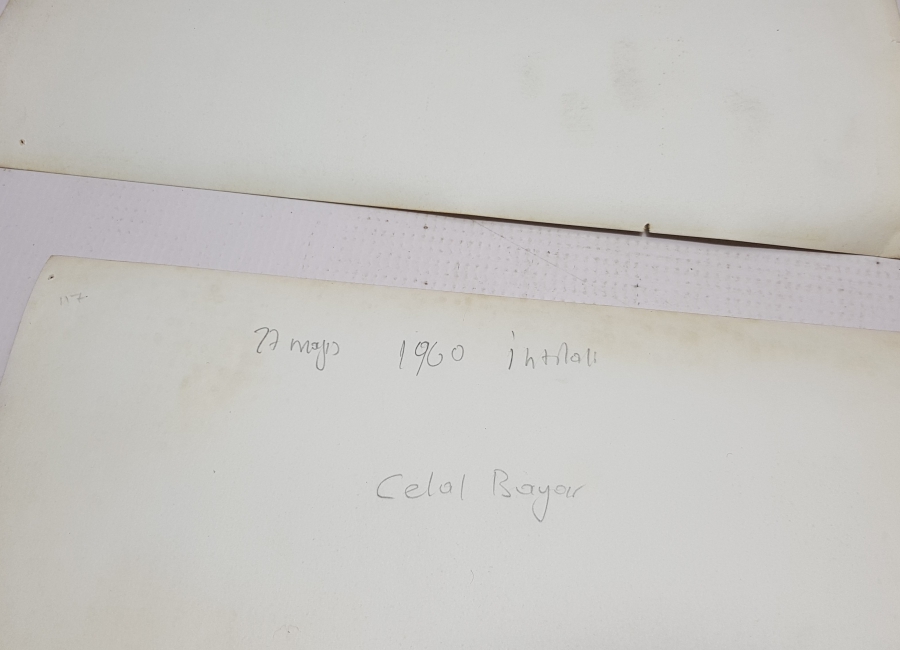 27 mayıs 1960 ihtilali
Celal Bayar